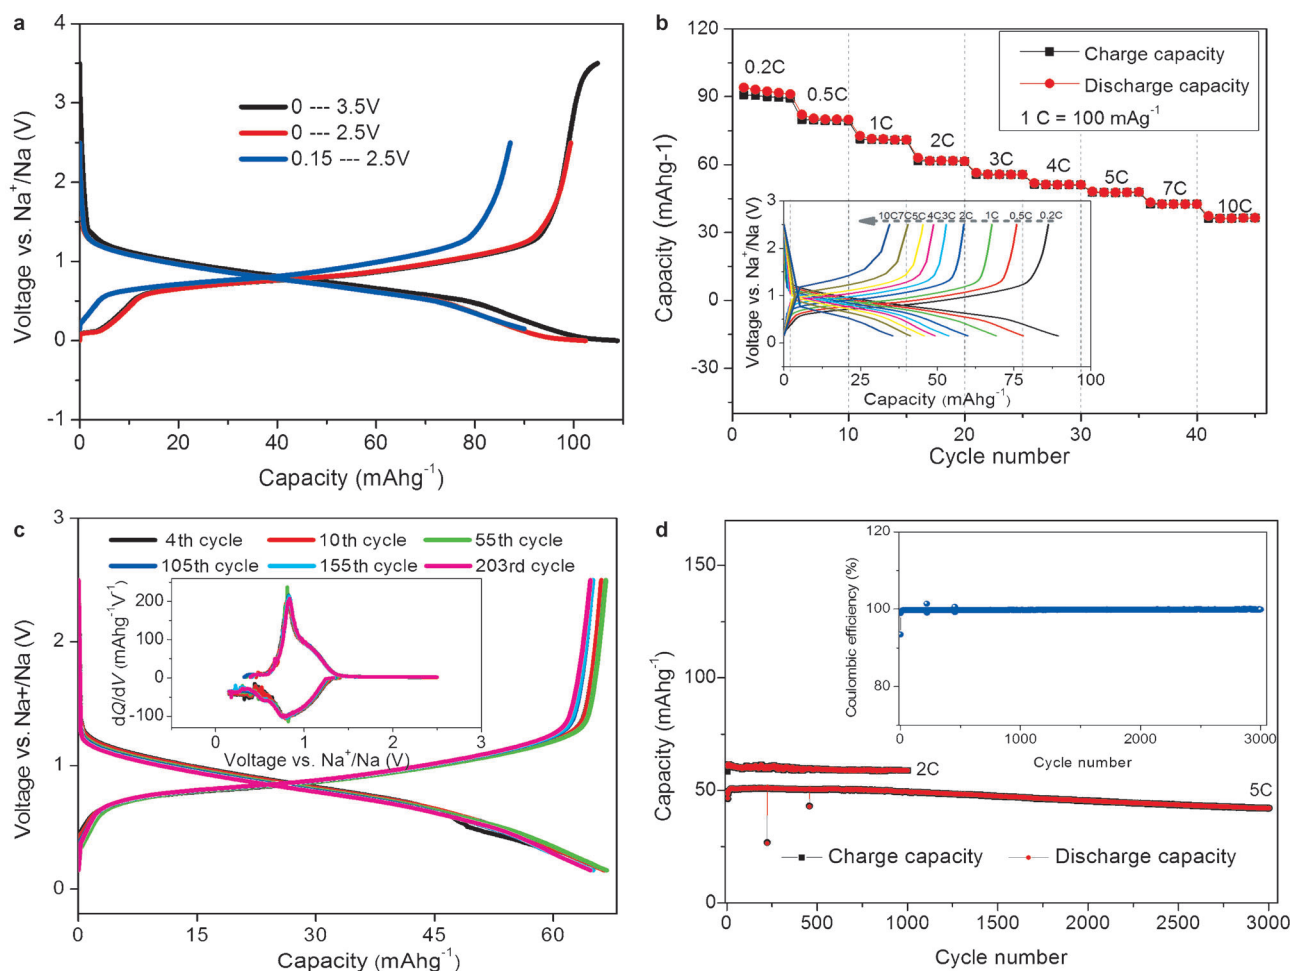 a
4
3
2
1
0
-1
Voltage vs. Na⁺/Na (V)
0 --- 3.5V
0 --- 2.5V
0.15 --- 2.5V
0 20 40 60 80 100
Capacity (mAhg⁻¹)
b
120
90
60
30
0
-30
Capacity (mAhg-1)
Charge capacity
Discharge capacity
1 C = 100 mAg⁻¹
0.2C
0.5C
1C
2C
3C
4C
5C
7C
10C
3
2
1
0
Voltage vs. Na⁺/Na (V)
10C 7C 5C 4C 3C 2C 1C 0.5C 0.2C
0 25 50 75 100
Capacity (mAhg⁻¹)
0 10 20 30 40
Cycle number
c
3
2
1
0
Voltage vs. Na+/Na (V)
4th cycle 10th cycle 55th cycle
105th cycle 155th cycle 203rd cycle
200
100
0
-100
dQ/dV (mAhg⁻¹V⁻¹)
0 1 2 3
Voltage vs. Na⁺/Na (V)
0 15 30 45 60
Capacity (mAhg⁻¹)
d
150
100
50
0
Capacity (mAhg⁻¹)
120
100
80
Coulombic efficiency (%)
0 1000 2000 3000
Cycle number
2C
5C
Charge capacity Discharge capacity
0 500 1000 1500 2000 2500 3000
Cycle number